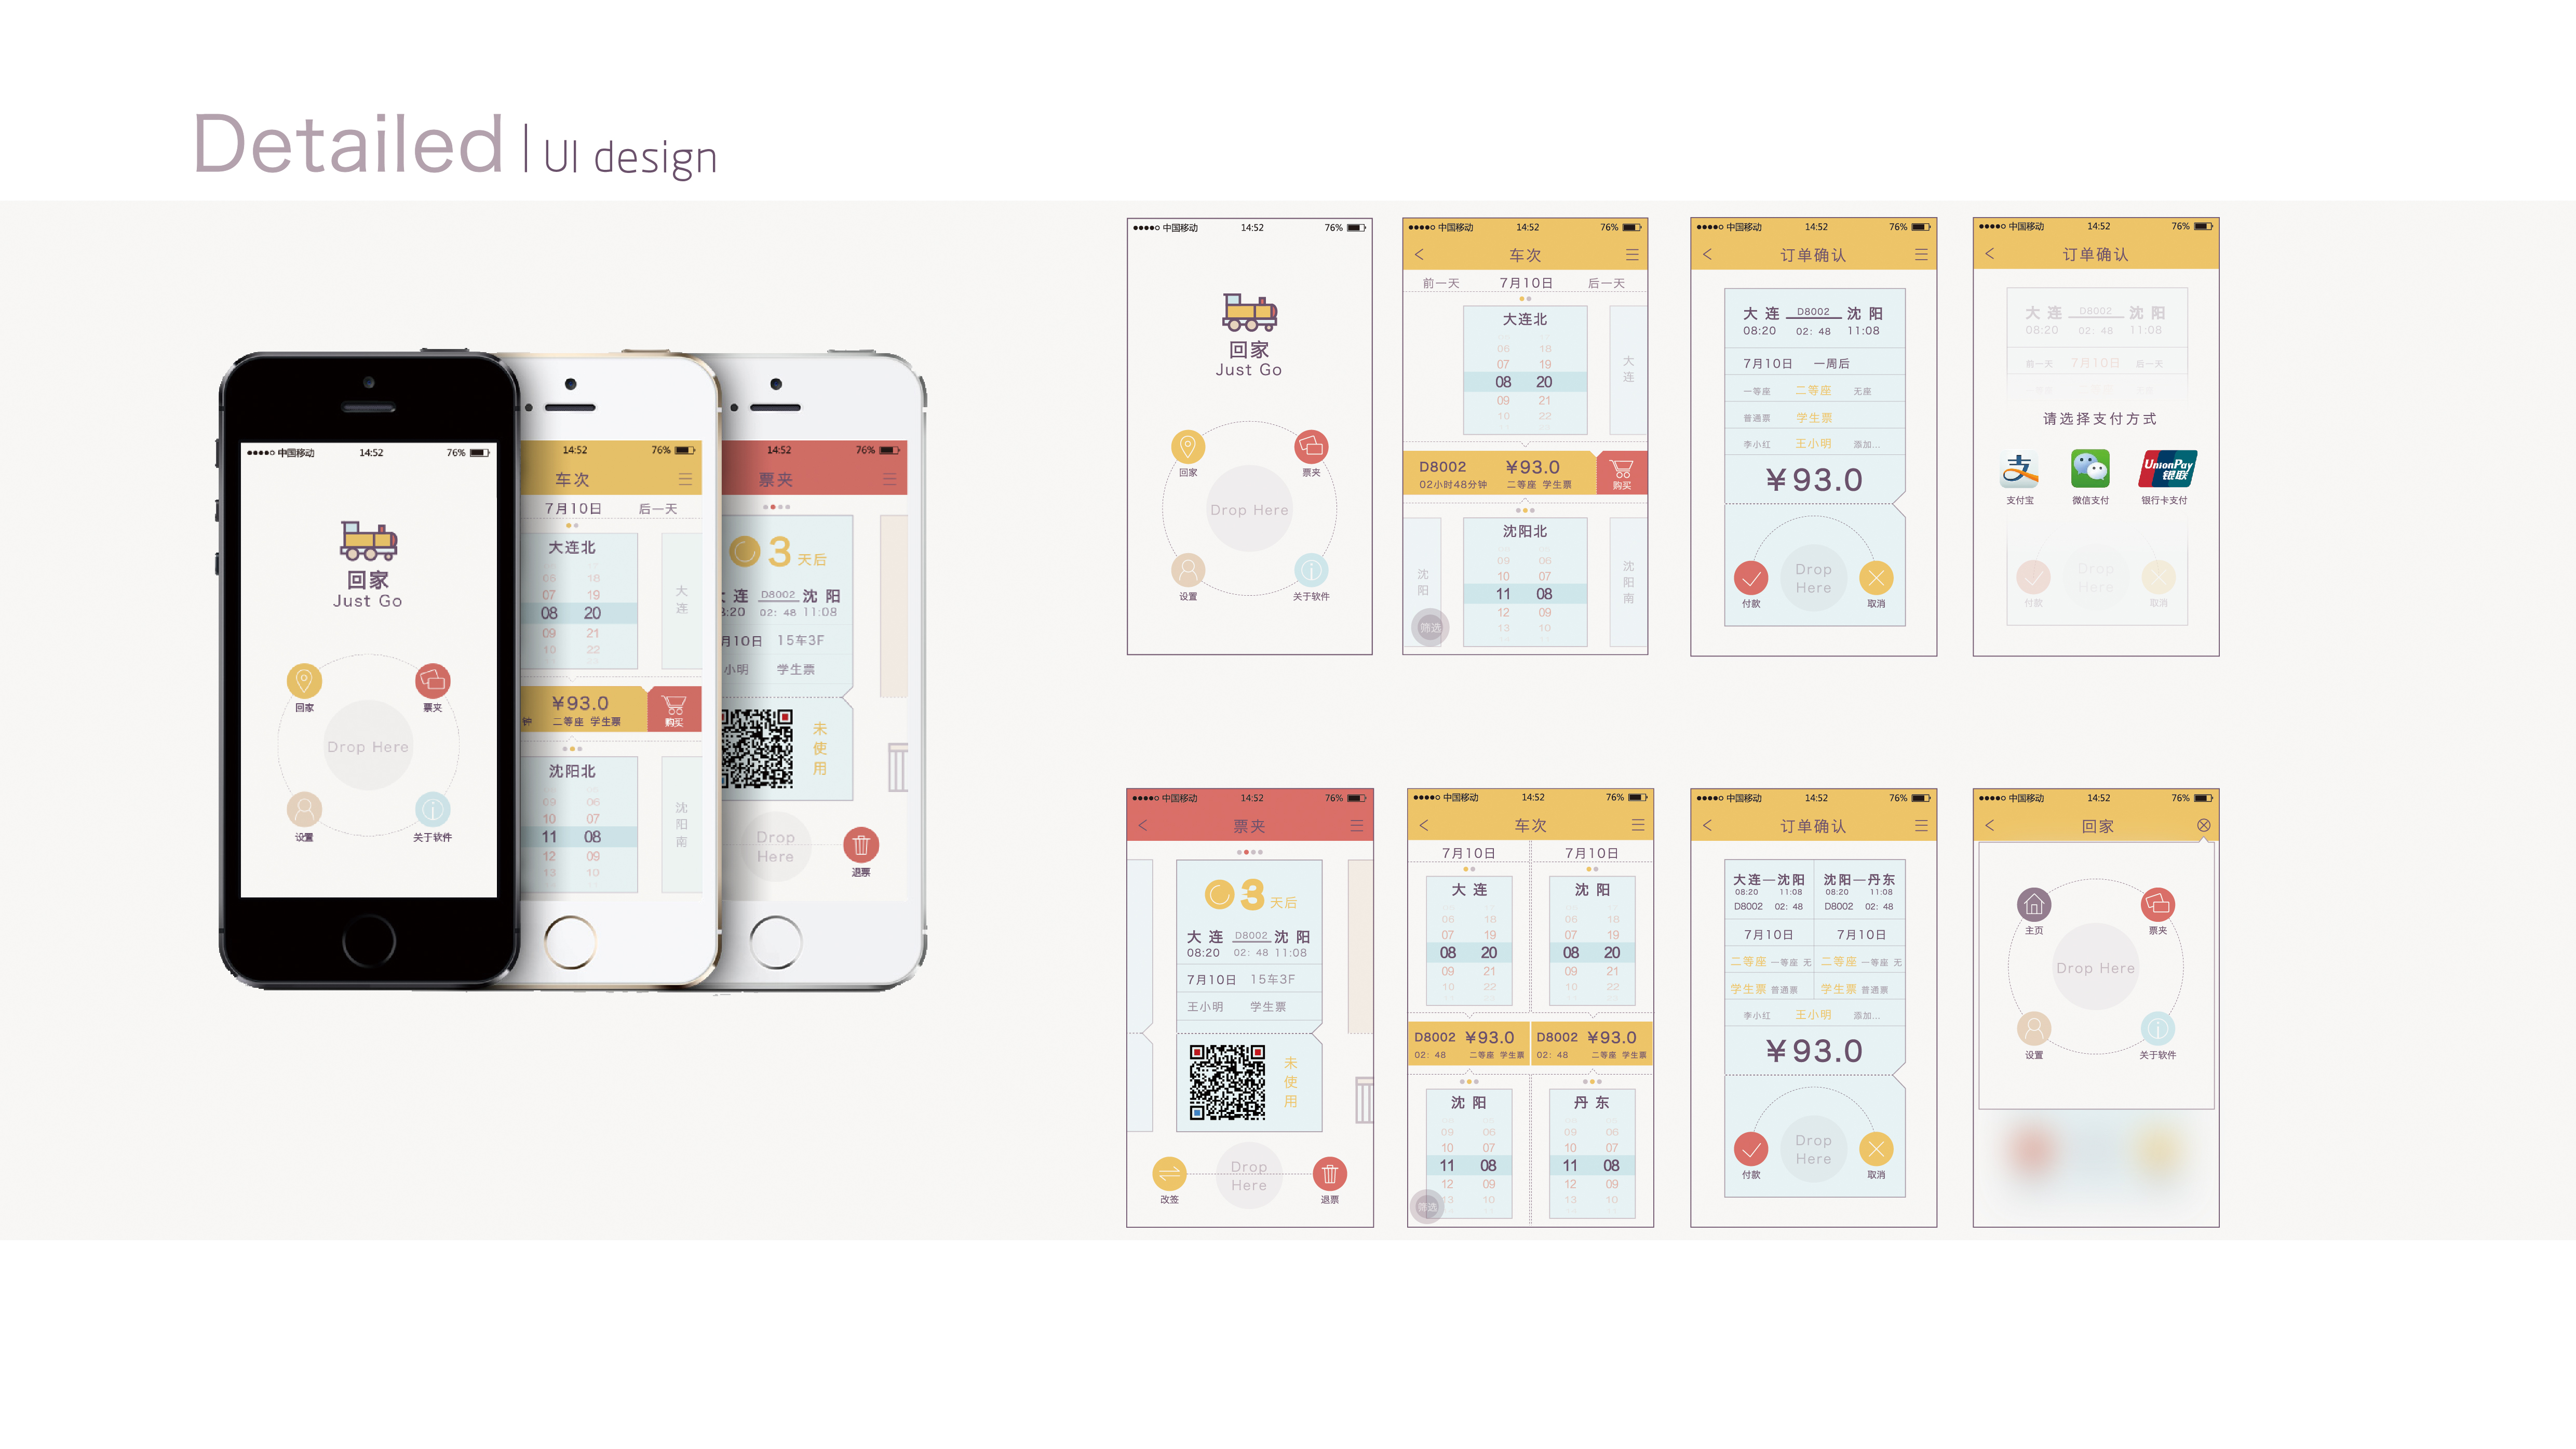 Detailed | UI design
中国移动 14:52 76%
回家
Just Go
回家 票夹
Drop Here
设置 关于软件
14:52 76%
车次
7月10日 后一天
大连北
06 18
07 19
08 20
09 21
10 22
大连
¥93.0
二等座 学生票 购买
沈阳北
09 06
10 07
11 08
12 09
13 10
沈阳南
14:52 76%
票夹
3 天后
连 D8002 沈阳
:20 02: 48 11:08
月10日 15车3F
小明 学生票
未使用
Drop Here
退票
中国移动 14:52 76%
回家
Just Go
回家 票夹
Drop Here
设置 关于软件
中国移动 14:52 76%
车次
前一天 7月10日 后一天
大连北
06 18
07 19
08 20
09 21
10 22
大连
D8002 ¥93.0
02小时48分钟 二等座 学生票 购买
沈阳北
09 06
10 07
11 08
12 09
13 10
沈阳
沈阳南
筛选
中国移动 14:52 76%
订单确认
大连 D8002 沈阳
08:20 02: 48 11:08
7月10日 一周后
一等座 二等座 无座
普通票 学生票
李小红 王小明 添加...
¥93.0
Drop Here
付款 取消
中国移动 14:52 76%
订单确认
大连 D8002 沈阳
08:20 02: 48 11:08
前一天 7月10日 后一天
请选择支付方式
支
UnionPay
银联
支付宝 微信支付 银行卡支付
Drop Here
付款 取消
中国移动 14:52 76%
票夹
3 天后
大连 D8002 沈阳
08:20 02: 48 11:08
7月10日 15车3F
王小明 学生票
未使用
Drop Here
改签 退票
中国移动 14:52 76%
车次
7月10日 7月10日
大连 沈阳
06 18 06 18
07 19 07 19
08 20 08 20
09 21 09 21
10 22 10 22
D8002 ¥93.0 D8002 ¥93.0
02: 48 二等座 学生票 02: 48 二等座 学生票
沈阳 丹东
09 06 09 06
10 07 10 07
11 08 11 08
12 09 12 09
13 10 13 10
筛选
中国移动 14:52 76%
订单确认
大连—沈阳 沈阳—丹东
08:20 11:08 08:20 11:08
D8002 02: 48 D8002 02: 48
7月10日 7月10日
二等座 一等座 无 二等座 一等座 无
学生票 普通票 学生票 普通票
李小红 王小明 添加...
¥93.0
Drop Here
付款 取消
中国移动 14:52 76%
回家
主页 票夹
Drop Here
设置 关于软件